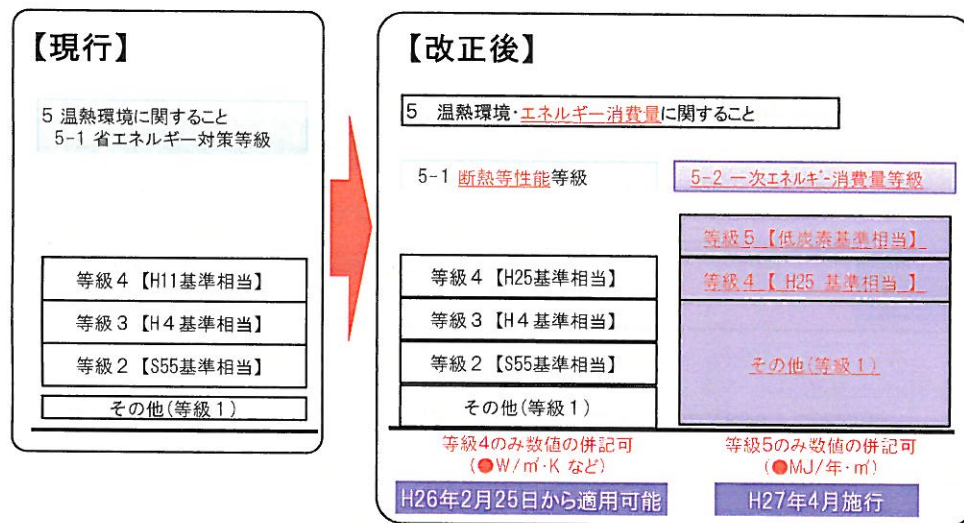 【現行】
5 温熱環境に関すること
5-1 省エネルギー対策等級
等級4【H11基準相当】
等級3【H4基準相当】
等級2【S55基準相当】
その他(等級1)
【改正後】
5 温熱環境・エネルギー消費量に関すること
5-1 断熱等性能等級
等級4【H25基準相当】
等級3【H4基準相当】
等級2【S55基準相当】
その他(等級1)
等級4のみ数値の併記可
(●W/㎡・K など)
H26年2月25日から適用可能
5-2 一次エネルギー消費量等級
等級5【低炭素基準相当】
等級4【 H25 基準相当 】
その他(等級1)
等級5のみ数値の併記可
(●MJ/年・㎡)
H27年4月施行